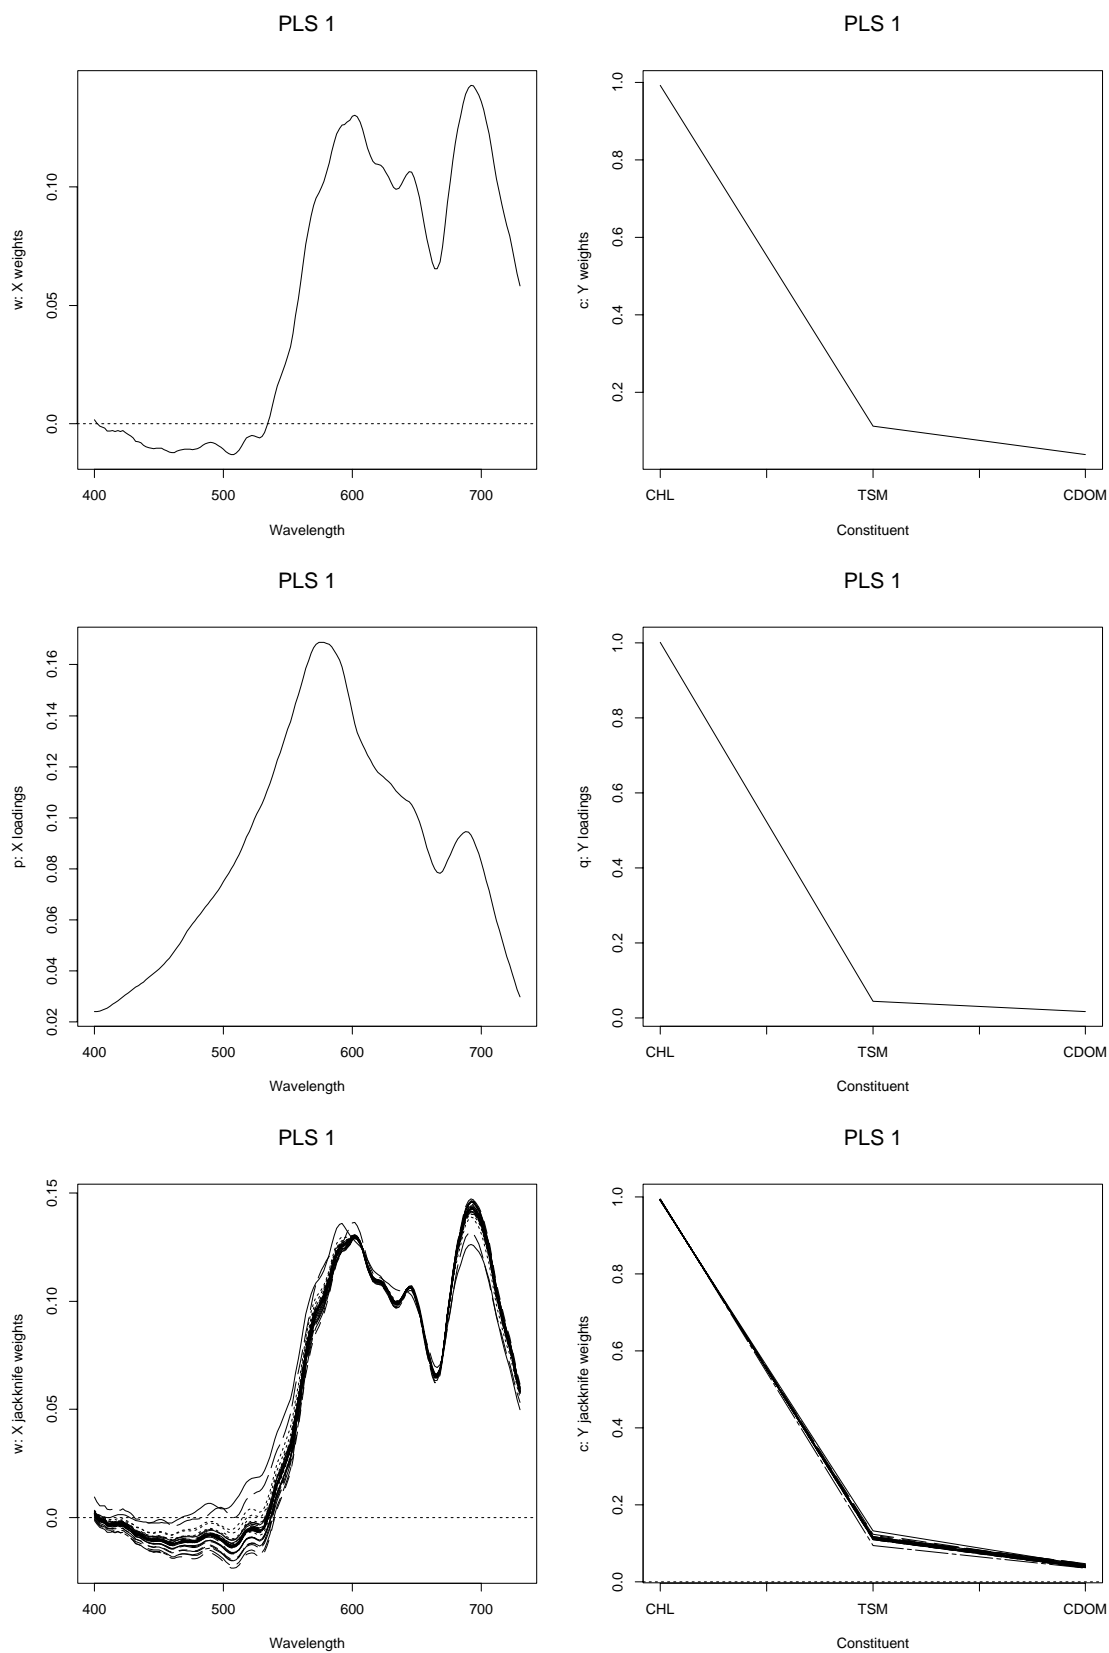 PLS 1
w: X weights
0.10
0.05
0.0
400 500 600 700
Wavelength
PLS 1
c: Y weights
1.0
0.8
0.6
0.4
0.2
CHL TSM CDOM
Constituent
PLS 1
p: X loadings
0.16
0.14
0.12
0.10
0.08
0.06
0.04
0.02
400 500 600 700
Wavelength
PLS 1
q: Y loadings
1.0
0.8
0.6
0.4
0.2
0.0
CHL TSM CDOM
Constituent
PLS 1
w: X jackknife weights
0.15
0.10
0.05
0.0
400 500 600 700
Wavelength
PLS 1
c: Y jackknife weights
1.0
0.8
0.6
0.4
0.2
0.0
CHL TSM CDOM
Constituent